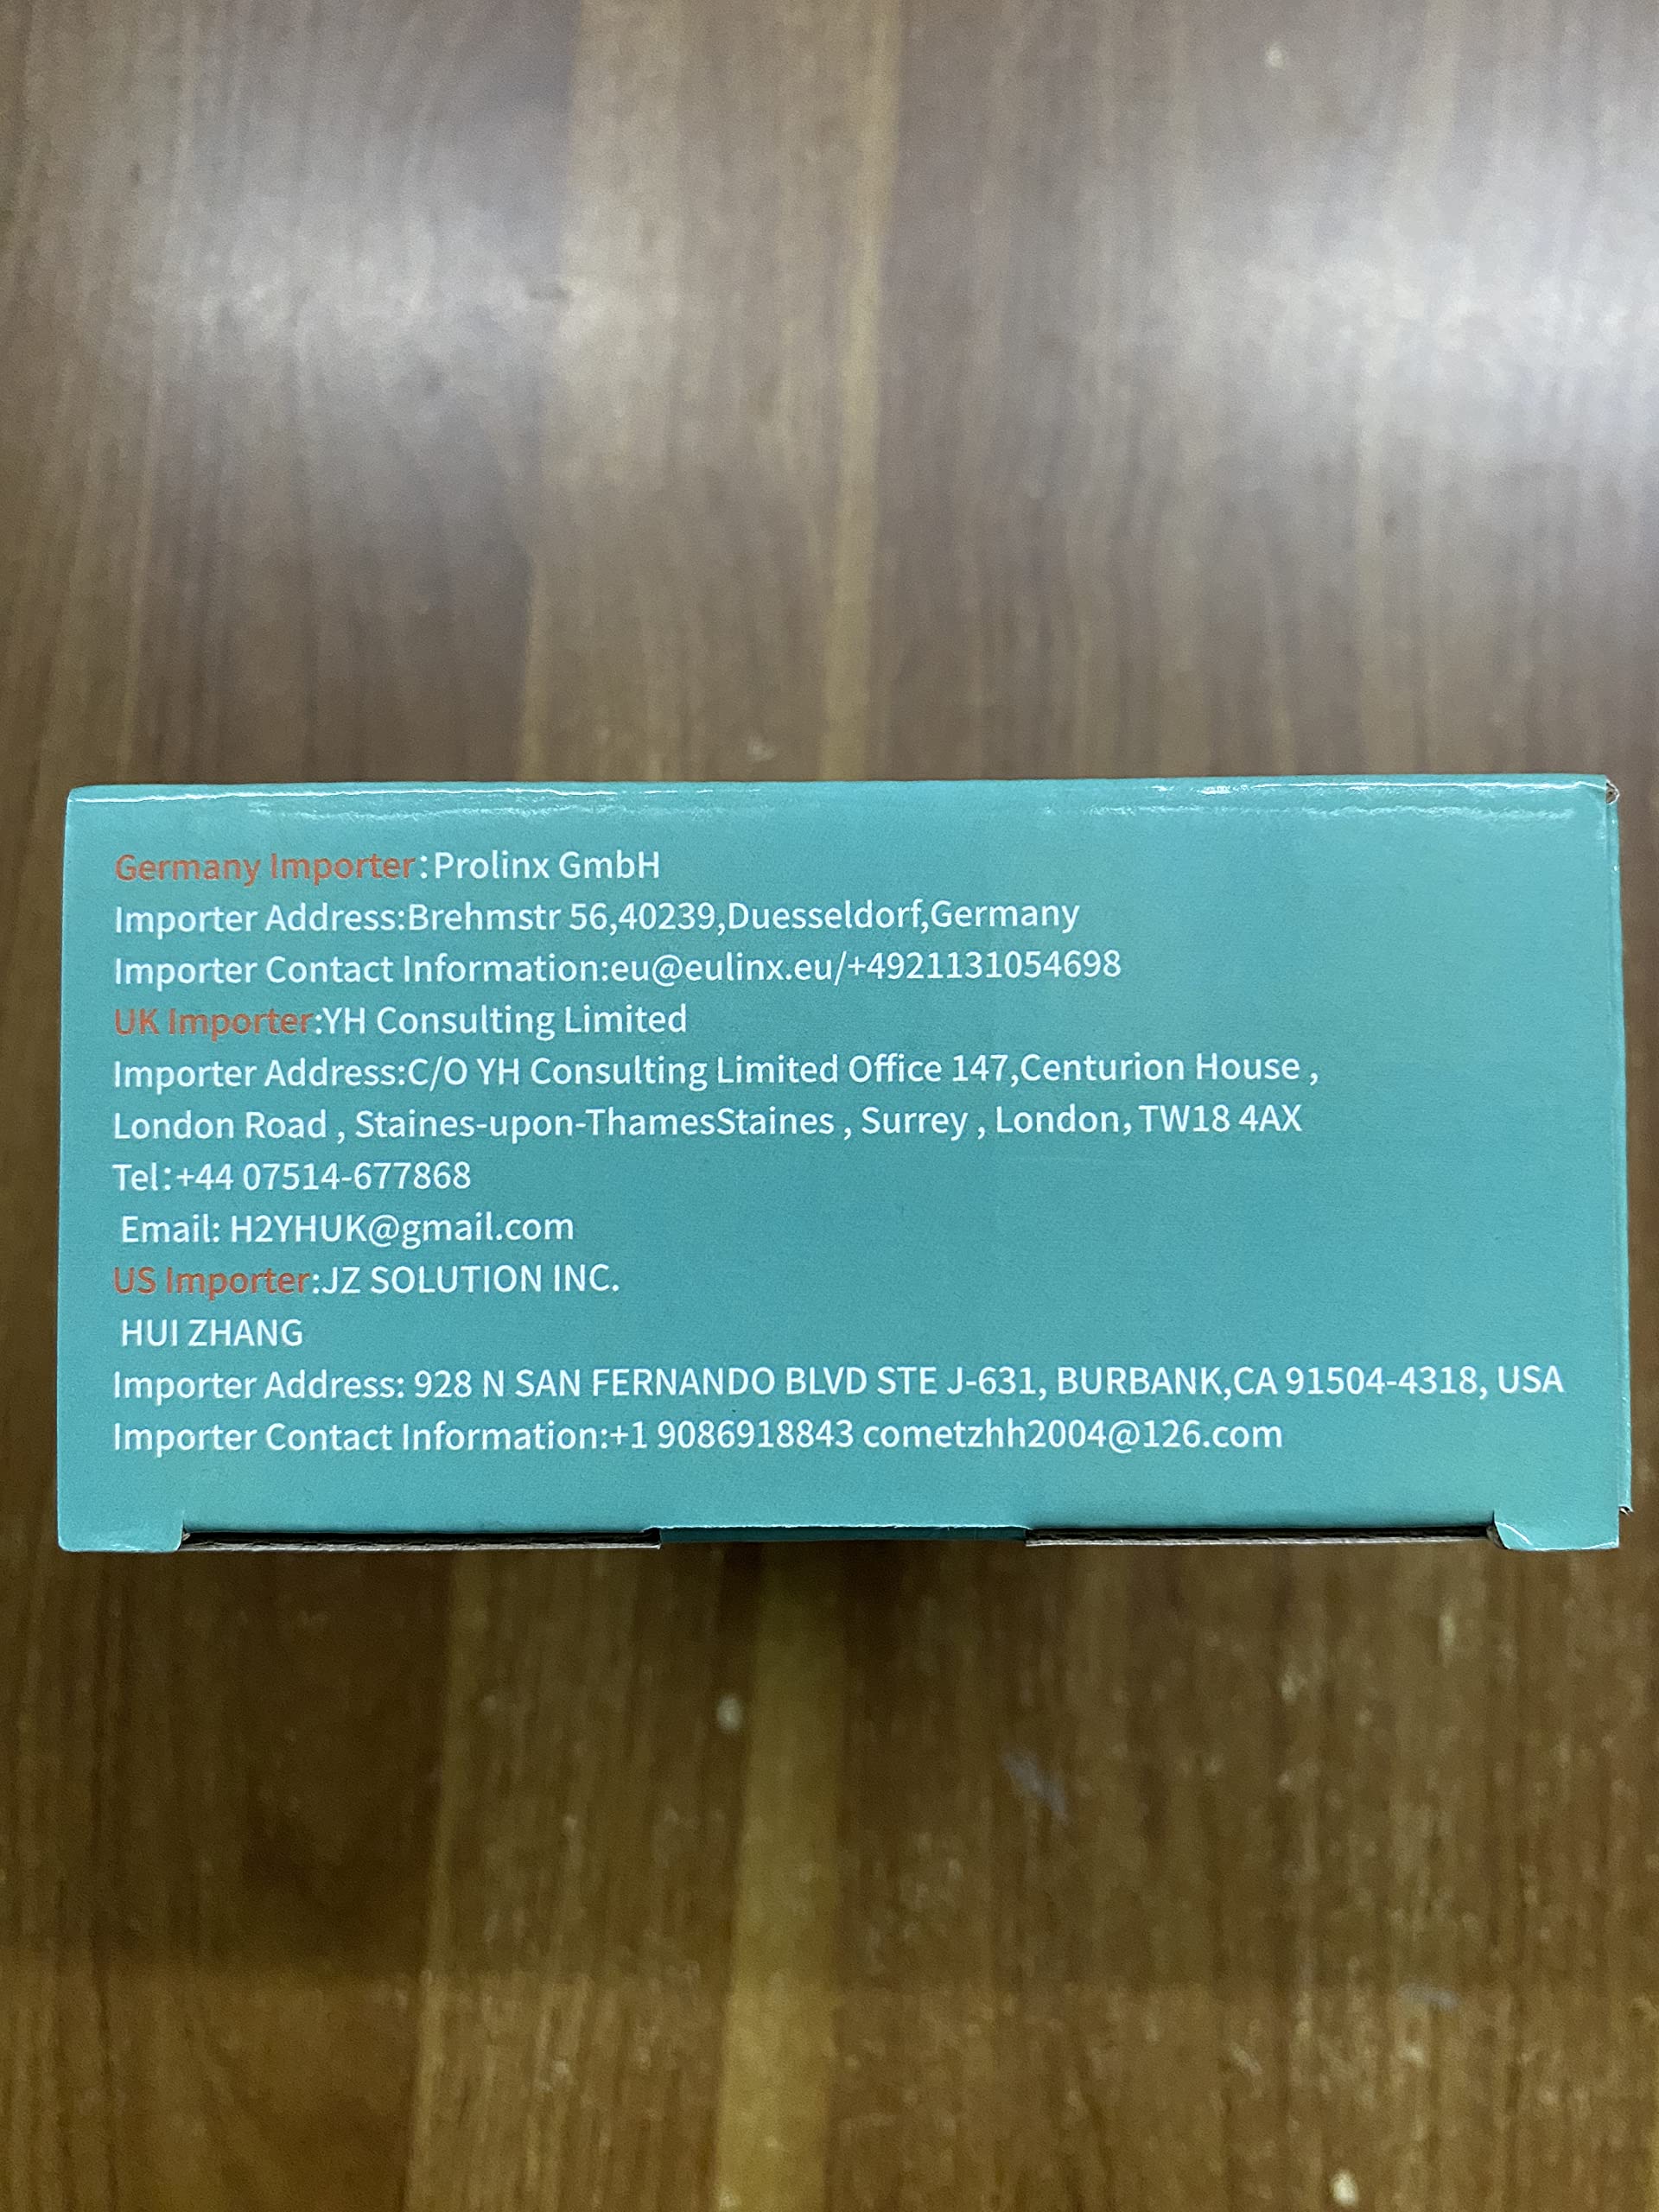 Germany Importer:Prolinx GmbH
Importer Address:Brehmstr 56,40239,Duesseldorf,Germany
Importer Contact Information:eu@eulinx.eu/+4921131054698
UK Importer:YH Consulting Limited
Importer Address:C/O YH Consulting Limited Office 147,Centurion House ,
London Road , Staines-upon-ThamesStaines , Surrey , London, TW18 4AX
Tel:+44 07514-677868
Email: H2YHUK@gmail.com
US Importer:JZ SOLUTION INC.
HUI ZHANG
Importer Address: 928 N SAN FERNANDO BLVD STE J-631, BURBANK,CA 91504-4318, USA
Importer Contact Information:+1 9086918843 cometzhh2004@126.com